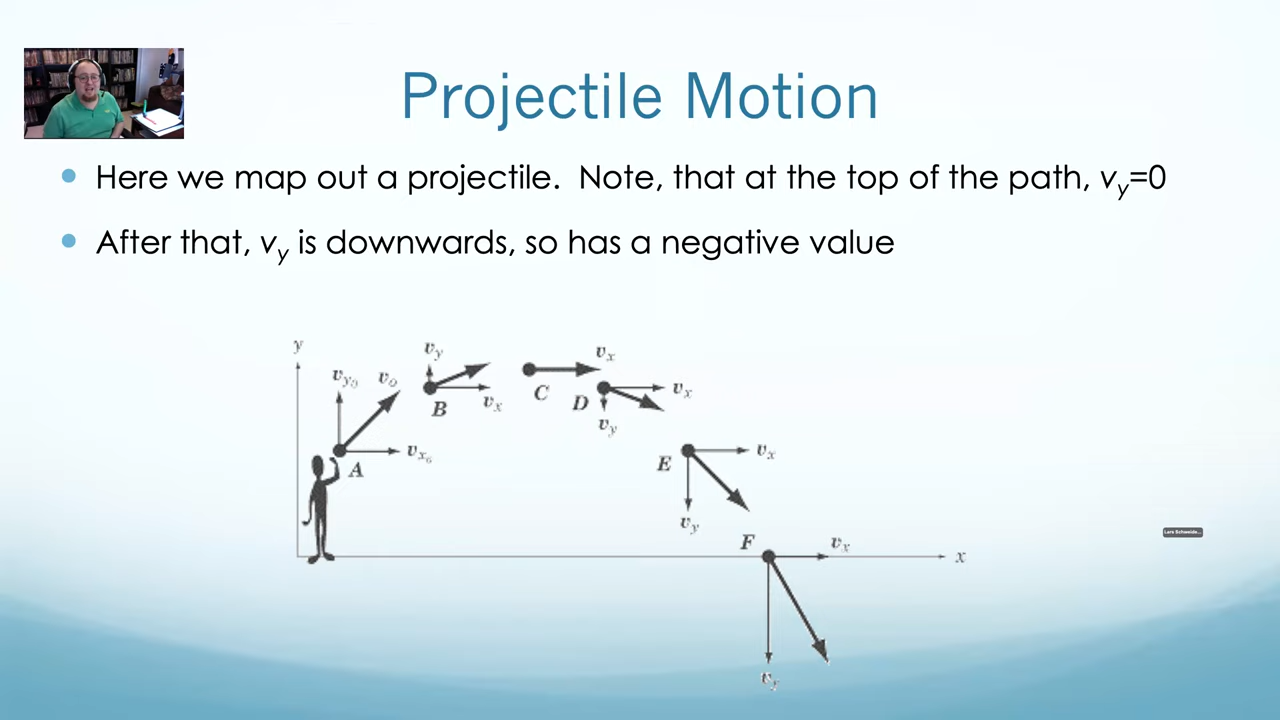 Projectile Motion
Here we map out a projectile. Note, that at the top of the path, vy=0
After that, vy is downwards, so has a negative value
y
vy0 v0
vx0
A
vy
vx
B
vx
C
D
vx
vy
E
vx
vy
F
vx
x
vy